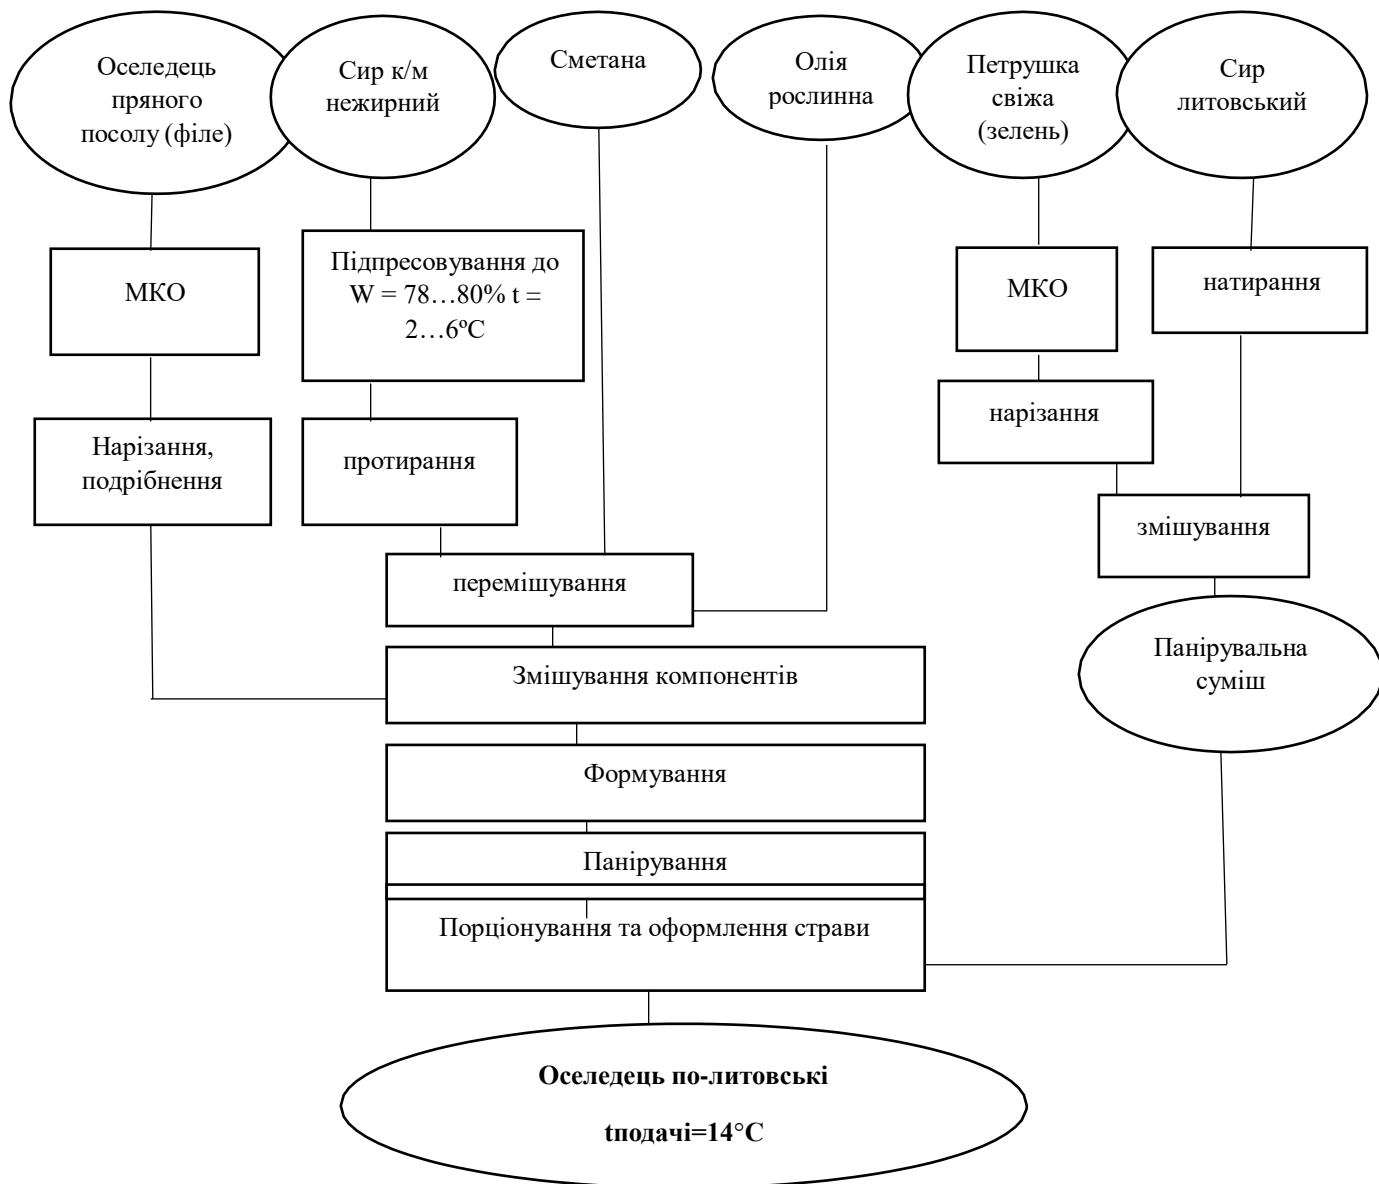 Оселедець
пряного
посолу (філе)
Сир к/м
нежирний
Сметана
Олія
рослинна
Петрушка
свіжа
(зелень)
Сир
литовський
МКО
Підпресовування до
W = 78…80% t =
2…6ºС
МКО
натирання
Нарізання,
подрібнення
протирання
нарізання
змішування
перемішування
Змішування компонентів
Панірувальна
суміш
Формування
Панірування
Порціонування та оформлення страви
Оселедець по-литовські
tподачі=14°С